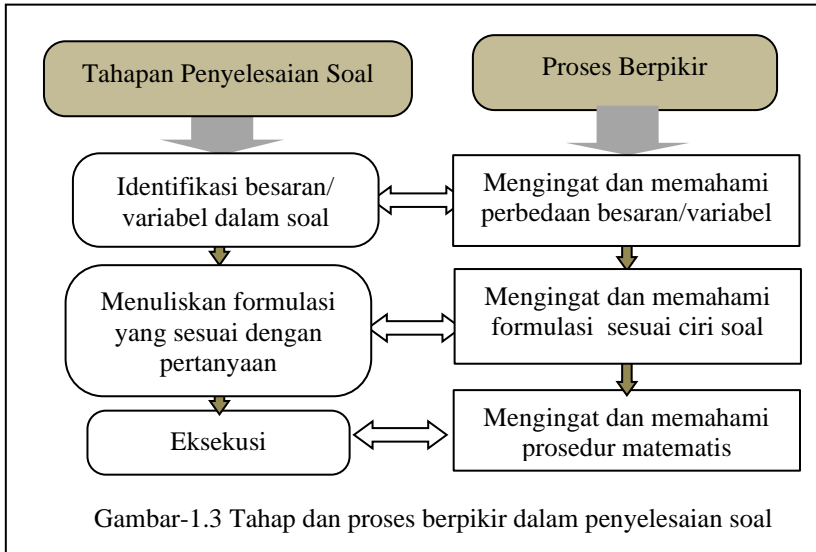 Tahapan Penyelesaian Soal
Proses Berpikir
Identifikasi besaran/
variabel dalam soal
Mengingat dan memahami
perbedaan besaran/variabel
Menuliskan formulasi
yang sesuai dengan
pertanyaan
Mengingat dan memahami
formulasi sesuai ciri soal
Eksekusi
Mengingat dan memahami
prosedur matematis
Gambar-1.3 Tahap dan proses berpikir dalam penyelesaian soal